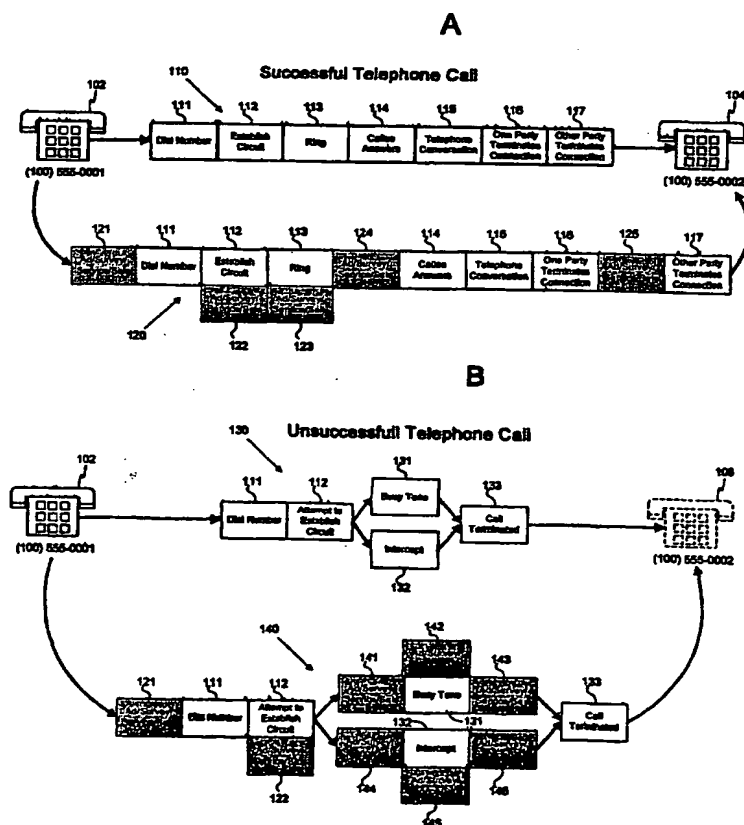 A
Successful Telephone Call
102
110
111
112
113
114
115
116
117
104
Dial Number
Establish Circuit
Ring
Callee Answers
Telephone Conversation
One Party Terminates Connection
Other Party Terminates Connection
(100) 555-0001
(100) 555-0002
121
111
112
113
124
114
115
116
125
117
Dial Number
Establish Circuit
Ring
Callee Answers
Telephone Conversation
One Party Terminates Connection
Other Party Terminates Connection
120
122
123
B
Unsuccessfull Telephone Call
102
130
111
112
131
133
106
Dial Number
Attempt to Establish Circuit
Busy Tone
Intercept
Call Terminated
132
(100) 555-0001
(100) 555-0002
140
142
121
111
112
141
143
133
Dial Number
Attempt to Establish Circuit
Busy Tone
132
131
Call Terminated
Intercept
122
144
145
146